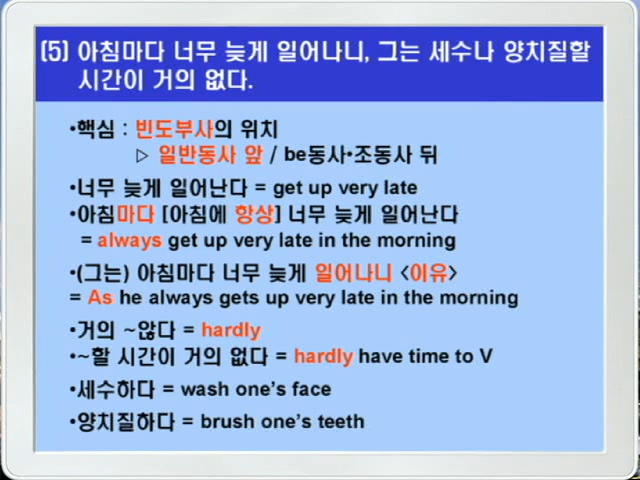 (5) 아침마다 너무 늦게 일어나니, 그는 세수나 양치질할
시간이 거의 없다.
•핵심 : 빈도부사의 위치
▷ 일반동사 앞 / be동사•조동사 뒤
•너무 늦게 일어난다 = get up very late
•아침마다 [아침에 항상] 너무 늦게 일어난다
= always get up very late in the morning
•(그는) 아침마다 너무 늦게 일어나니 <이유>
= As he always gets up very late in the morning
•거의 ~않다 = hardly
•~할 시간이 거의 없다 = hardly have time to V
•세수하다 = wash one's face
•양치질하다 = brush one's teeth